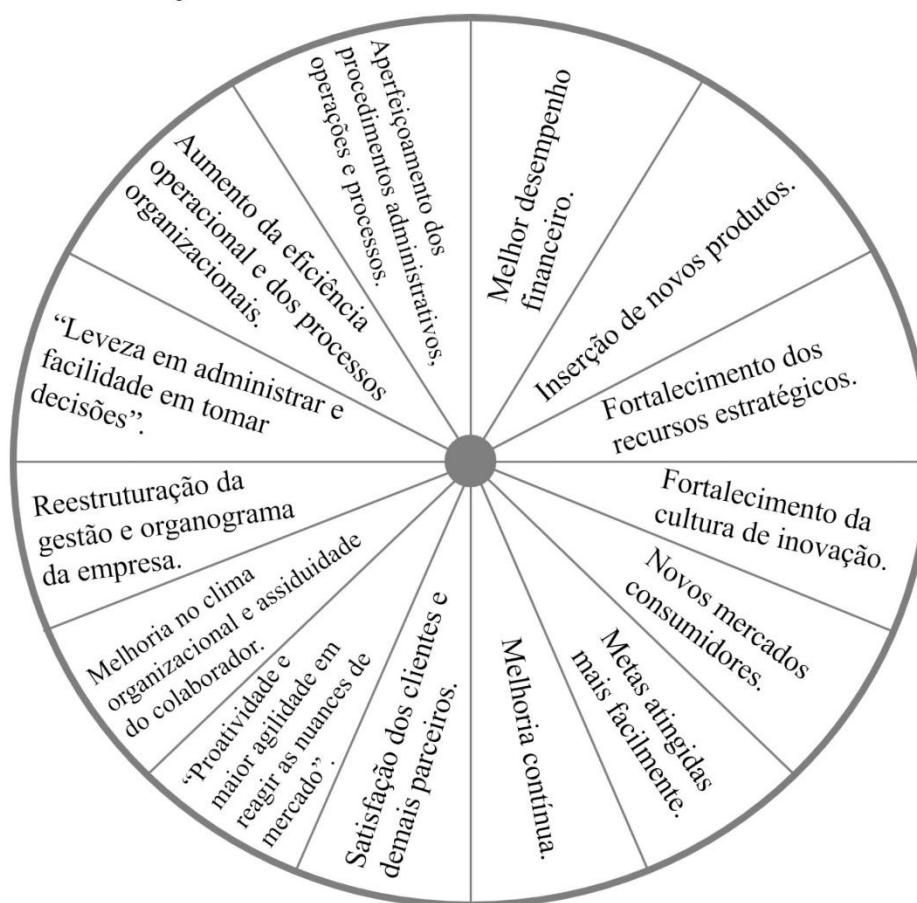 Melhor desempenho
financeiro.
Inserção de novos produtos.
Fortalecimento dos
recursos estratégicos.
Fortalecimento da
cultura de inovação.
Novos mercados
consumidores.
Metas atingidas
mais facilmente.
Melhoria contínua.
Satisfação dos clientes e
demais parceiros.
“Proatividade e
maior agilidade em
reagir as nuances de
mercado”.
Melhoria no clima
organizacional e assiduidade
do colaborador.
Reestruturação da
gestão e organograma
da empresa.
“Leveza em administrar e
facilidade em tomar
decisões”.
Aumento da eficiência
operacional e dos processos
organizacionais.
Aperfeiçoamento dos
procedimentos administrativos,
operações e processos.